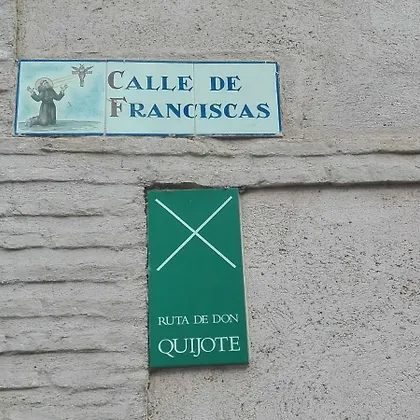 CALLE DE
FRANCISCAS
RUTA DE DON
QUIJOTE